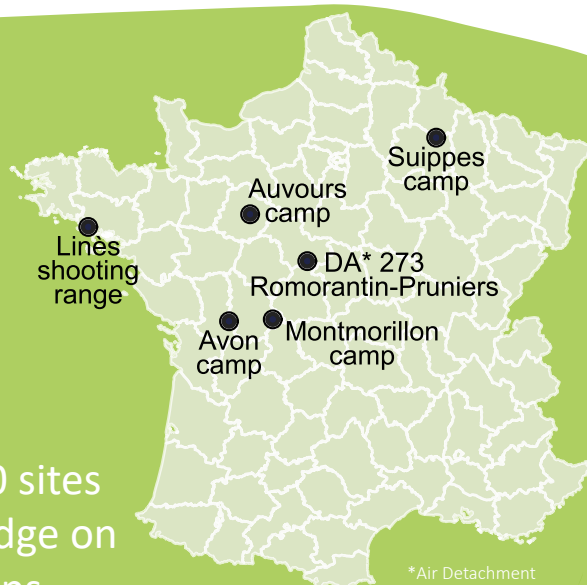 Suippes
camp
Auvours
camp
Linès
shooting
range
DA* 273
Romorantin-Pruniers
Avon
camp
Montmorillon
camp
sites
on
*Air Detachment